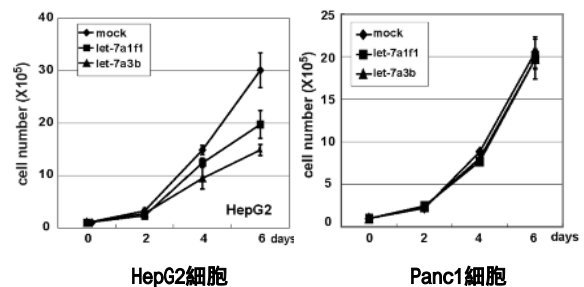 40
30
20
10
0
cell number (X10⁵)
mock
let-7a1f1
let-7a3b
HepG2
0 2 4 6 days
HepG2細胞
25
20
15
10
5
0
cell number (X10⁵)
mock
let-7a1f1
let-7a3b
0 2 4 6 days
Panc1細胞